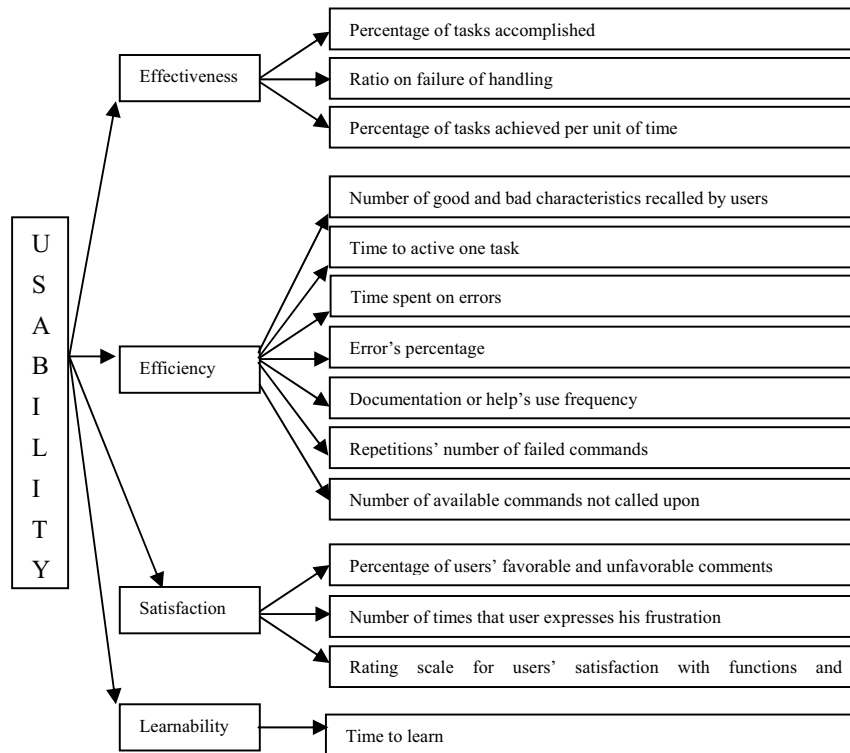 USABILITY
Effectiveness
Percentage of tasks accomplished
Ratio on failure of handling
Percentage of tasks achieved per unit of time
Efficiency
Number of good and bad characteristics recalled by users
Time to active one task
Time spent on errors
Error’s percentage
Documentation or help’s use frequency
Repetitions’ number of failed commands
Number of available commands not called upon
Satisfaction
Percentage of users’ favorable and unfavorable comments
Number of times that user expresses his frustration
Rating scale for users’ satisfaction with functions and
Learnability
Time to learn